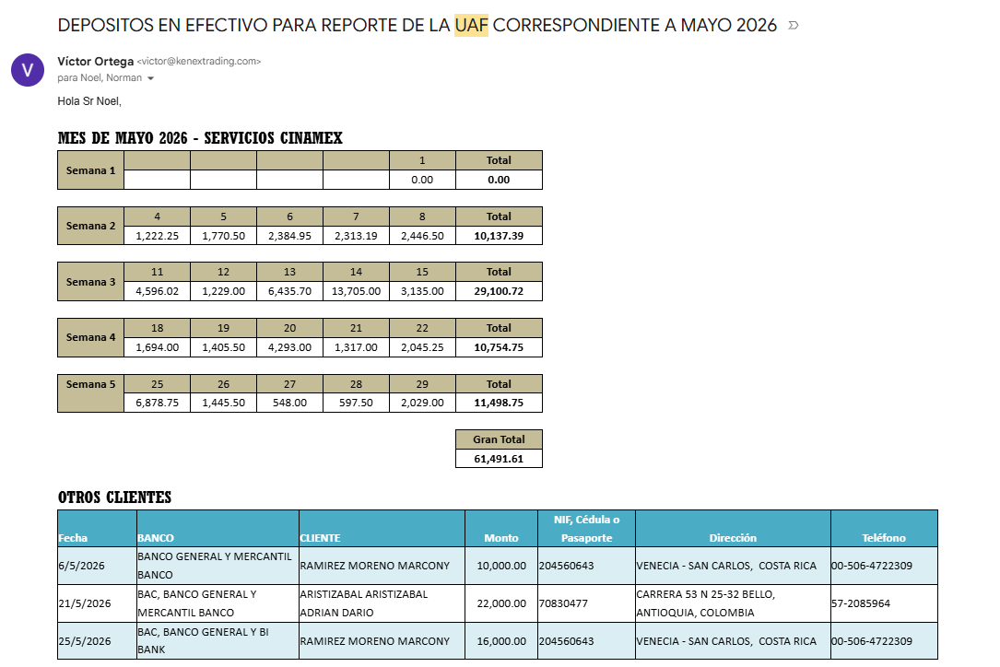 DEPOSITOS EN EFECTIVO PARA REPORTE DE LA UAF CORRESPONDIENTE A MAYO 2026
V
Víctor Ortega <victor@kenextrading.com>
para Noel, Norman
Hola Sr Noel,
MES DE MAYO 2026 - SERVICIOS CINAMEX
Semana 1 1 Total
0.00 0.00
Semana 2 4 5 6 7 8 Total
1,222.25 1,770.50 2,384.95 2,313.19 2,446.50 10,137.39
Semana 3 11 12 13 14 15 Total
4,596.02 1,229.00 6,435.70 13,705.00 3,135.00 29,100.72
Semana 4 18 19 20 21 22 Total
1,694.00 1,405.50 4,293.00 1,317.00 2,045.25 10,754.75
Semana 5 25 26 27 28 29 Total
6,878.75 1,445.50 548.00 597.50 2,029.00 11,498.75
Gran Total
61,491.61
OTROS CLIENTES
Fecha BANCO CLIENTE Monto NIF, Cédula o Pasaporte Dirección Teléfono
6/5/2026 BANCO GENERAL Y MERCANTIL BANCO RAMIREZ MORENO MARCONY 10,000.00 204560643 VENECIA - SAN CARLOS, COSTA RICA 00-506-4722309
21/5/2026 BAC, BANCO GENERAL Y MERCANTIL BANCO ARISTIZABAL ARISTIZABAL ADRIAN DARIO 22,000.00 70830477 CARRERA 53 N 25-32 BELLO, ANTIOQUIA, COLOMBIA 57-2085964
25/5/2026 BAC, BANCO GENERAL Y BI BANK RAMIREZ MORENO MARCONY 16,000.00 204560643 VENECIA - SAN CARLOS, COSTA RICA 00-506-4722309